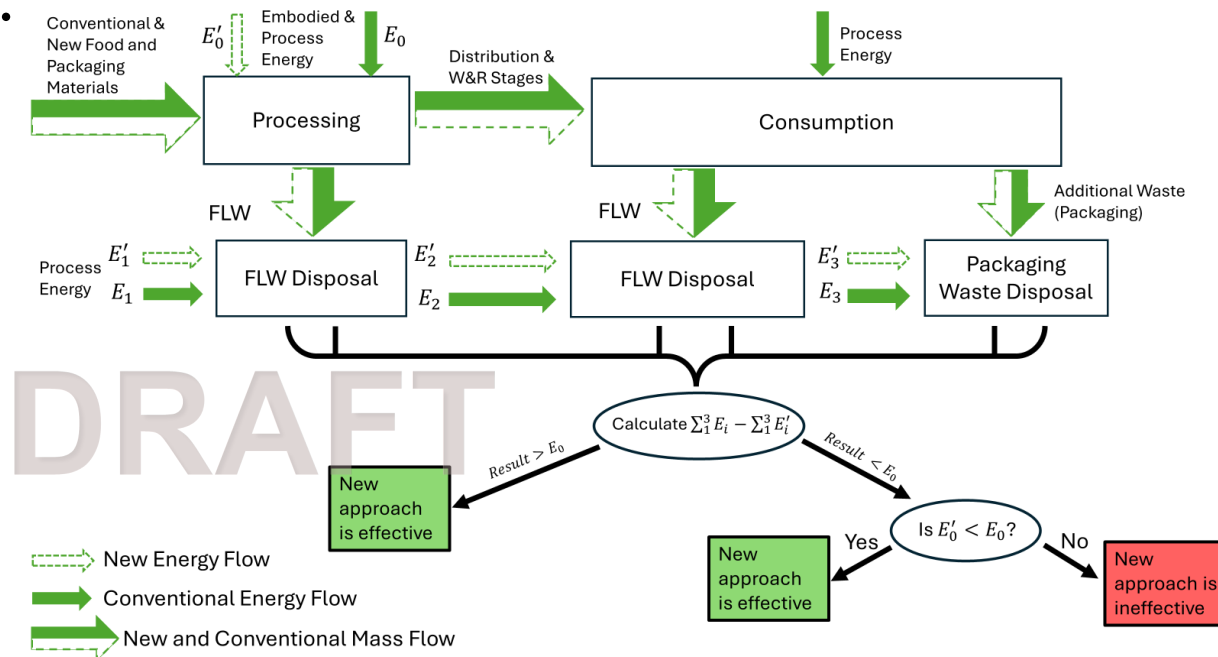 •
Conventional &
New Food and
Packaging
Materials
E′₀
Embodied &
Process
Energy
E₀
Distribution &
W&R Stages
Process
Energy
Processing
Consumption
FLW
FLW
Additional Waste
(Packaging)
Process
Energy
E′₁
E₁
FLW Disposal
E′₂
E₂
FLW Disposal
E′₃
E₃
Packaging
Waste Disposal
DRAFT
Calculate ∑₁³ Eᵢ − ∑₁³ E′ᵢ
Result > E₀
Result < E₀
New
approach
is effective
Is E′₀ < E₀?
Yes
No
New
approach
is effective
New
approach is
ineffective
New Energy Flow
Conventional Energy Flow
New and Conventional Mass Flow